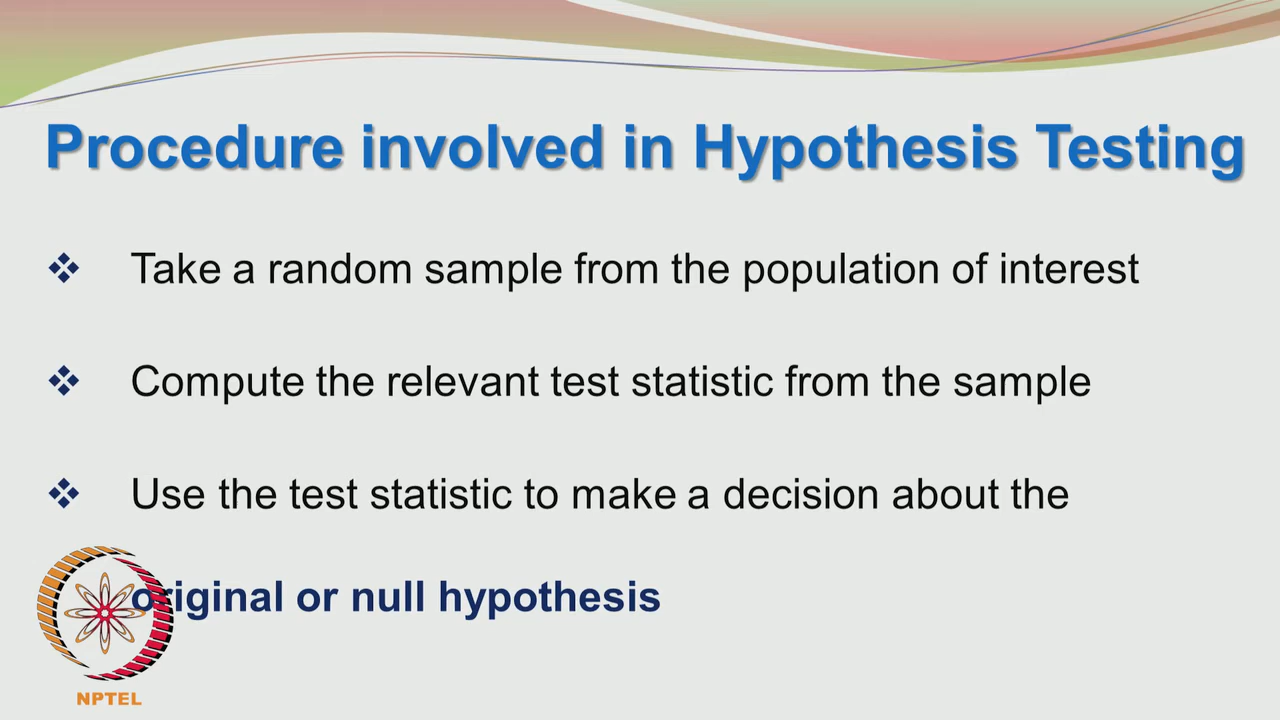 Procedure involved in Hypothesis Testing
❖ Take a random sample from the population of interest
❖ Compute the relevant test statistic from the sample
❖ Use the test statistic to make a decision about the
original or null hypothesis
NPTEL